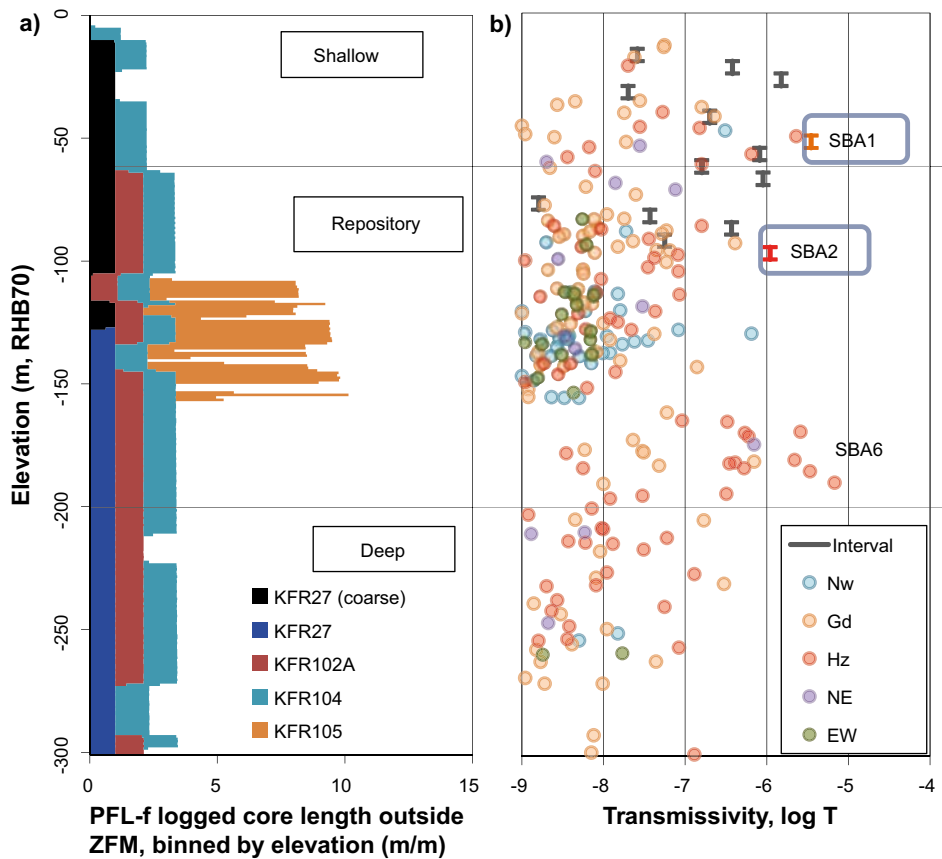 a)
0
-50
-100
-150
-200
-250
-300
Elevation (m, RHB70)
Shallow
Repository
Deep
KFR27 (coarse)
KFR27
KFR102A
KFR104
KFR105
0
5
10
15
PFL-f logged core length outside
ZFM, binned by elevation (m/m)
b)
SBA1
SBA2
SBA6
Interval
Nw
Gd
Hz
NE
EW
-9
-8
-7
-6
-5
-4
Transmissivity, log T